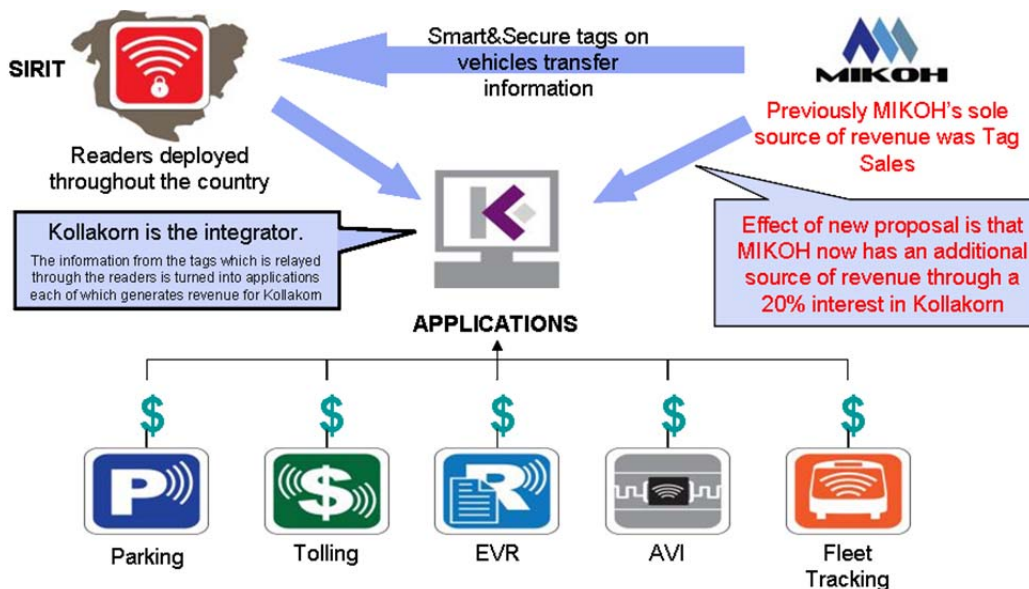 SIRIT
Readers deployed
throughout the country
Smart&Secure tags on
vehicles transfer
information
MIKOH
Previously MIKOH's sole
source of revenue was Tag
Sales
Kollakorn is the integrator.
The information from the tags which is relayed
through the readers is turned into applications
each of which generates revenue for Kollakorn
Effect of new proposal is that
MIKOH now has an additional
source of revenue through a
20% interest in Kollakorn
K
APPLICATIONS
$ $ $ $ $
P $ R
Parking
Tolling
EVR
AVI
Fleet
Tracking